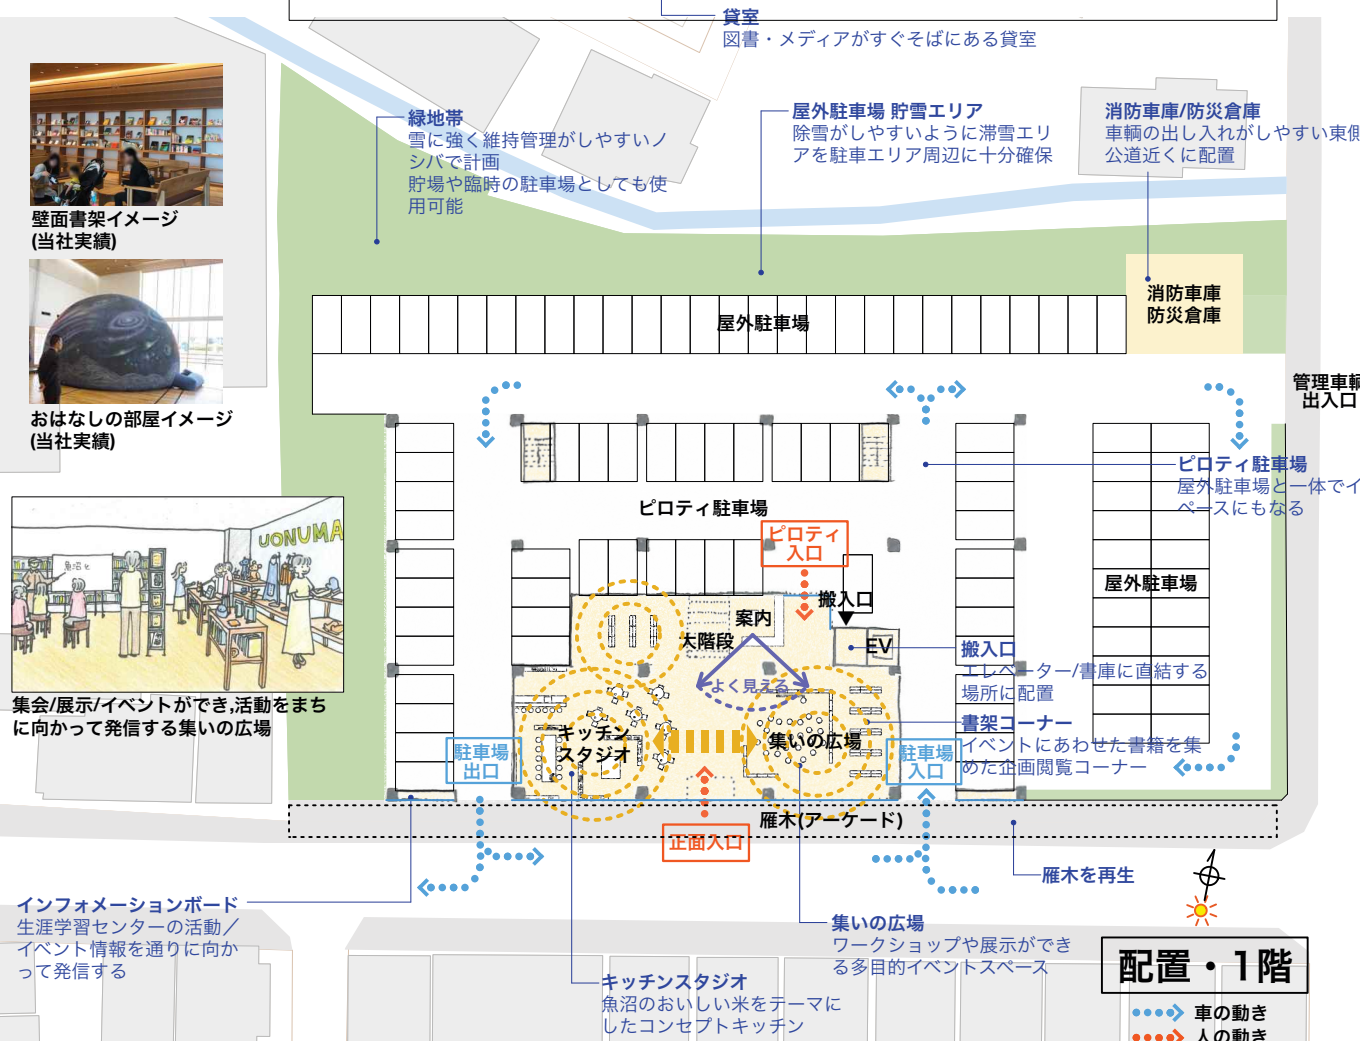 貸室
図書・メディアがすぐそばにある貸室
緑地帯
雪に強く維持管理がしやすいノ
シバで計画
貯場や臨時の駐車場としても使
用可能
屋外駐車場 貯雪エリア
除雪がしやすいように滞雪エリ
アを駐車エリア周辺に十分確保
消防車庫/防災倉庫
車輌の出し入れがしやすい東側
公道近くに配置
壁面書架イメージ
(当社実績)
おはなしの部屋イメージ
(当社実績)
消防車庫
防災倉庫
屋外駐車場
管理車輌
出入口
ピロティ駐車場
屋外駐車場と一体でイ
ペースにもなる
ピロティ駐車場
ピロティ
入口
屋外駐車場
搬入口
案内
大階段
EV
よく見える
搬入口
エレベーター/書庫に直結する
場所に配置
書架コーナー
イベントにあわせた書籍を集
めた企画閲覧コーナー
UONUMA
魚沼を
集会/展示/イベントができ,活動をまち
に向かって発信する集いの広場
キッチン
スタジオ
集いの広場
駐車場
出口
駐車場
入口
雁木(アーケード)
正面入口
雁木を再生
インフォメーションボード
生涯学習センターの活動／
イベント情報を通りに向か
って発信する
集いの広場
ワークショップや展示ができ
る多目的イベントスペース
キッチンスタジオ
魚沼のおいしい米をテーマに
したコンセプトキッチン
配置・1階
車の動き
人の動き